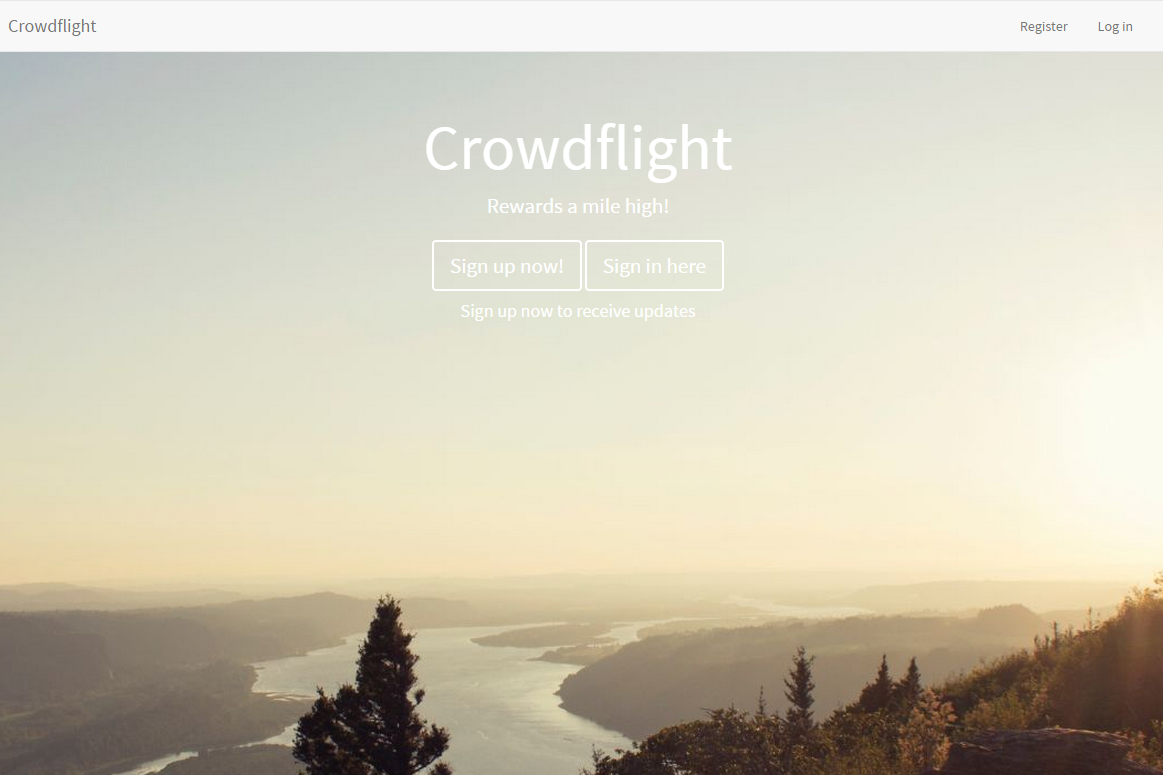 Crowdflight Register Log in
Crowdflight
Rewards a mile high!
Sign up now! Sign in here
Sign up now to receive updates